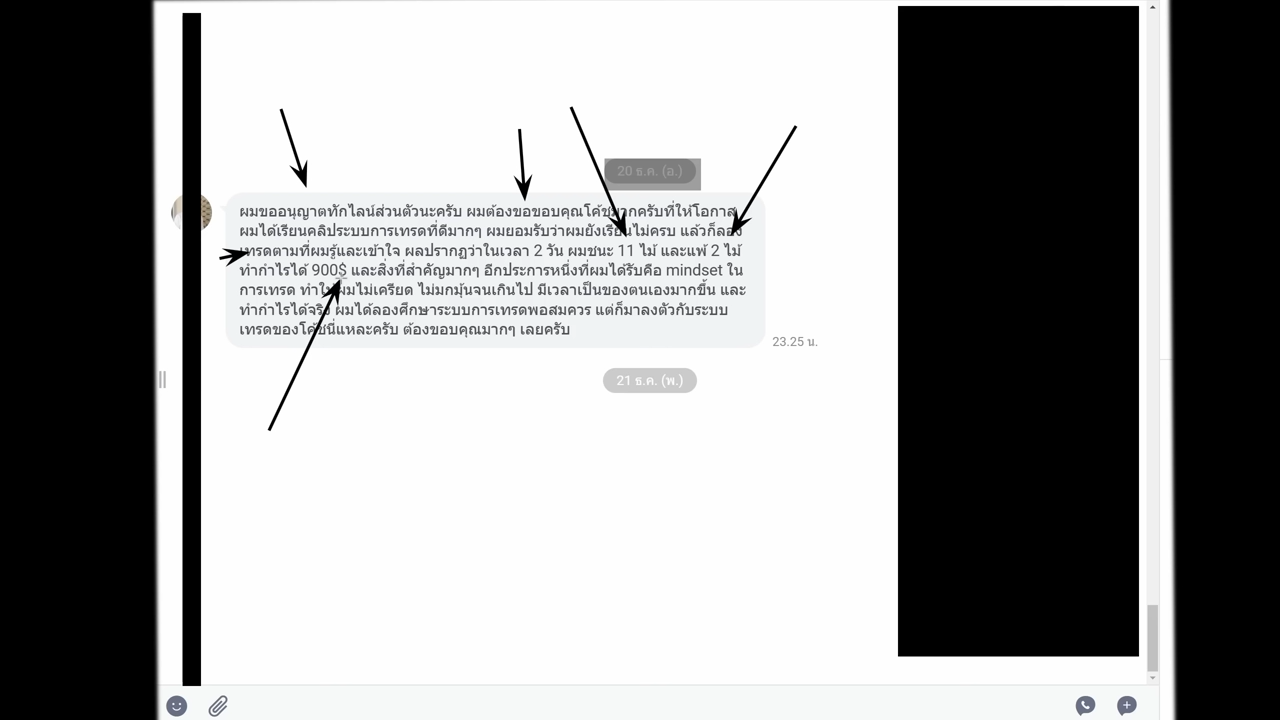 20 ธ.ค. (อ.)
ผมขออนุญาตทักไลน์ส่วนตัวนะครับ ผมต้องขอขอบคุณโค้ชมากครับที่ให้โอกาส
ผมได้เรียนคลิประบบการเทรดที่ดีมากๆ ผมยอมรับว่าผมยังเรียนไม่ครบ แล้วก็ลอง
เทรดตามที่ผมรู้และเข้าใจ ผลปรากฏว่าในเวลา 2 วัน ผมชนะ 11 ไม้ และแพ้ 2 ไม้
ทำกำไรได้ 900$ และสิ่งที่สำคัญมากๆ อีกประการหนึ่งที่ผมได้รับคือ mindset ใน
การเทรด ทำให้ผมไม่เครียด ไม่มกมุ้นจนเกินไป มีเวลาเป็นของตนเองมากขึ้น และ
ทำกำไรได้จริง ผมได้ลองศึกษาระบบการเทรดพอสมควร แต่ก็มาลงตัวกับระบบ
เทรดของโค้ชนี่แหละครับ ต้องขอบคุณมากๆ เลยครับ
23.25 น.
21 ธ.ค. (พ.)